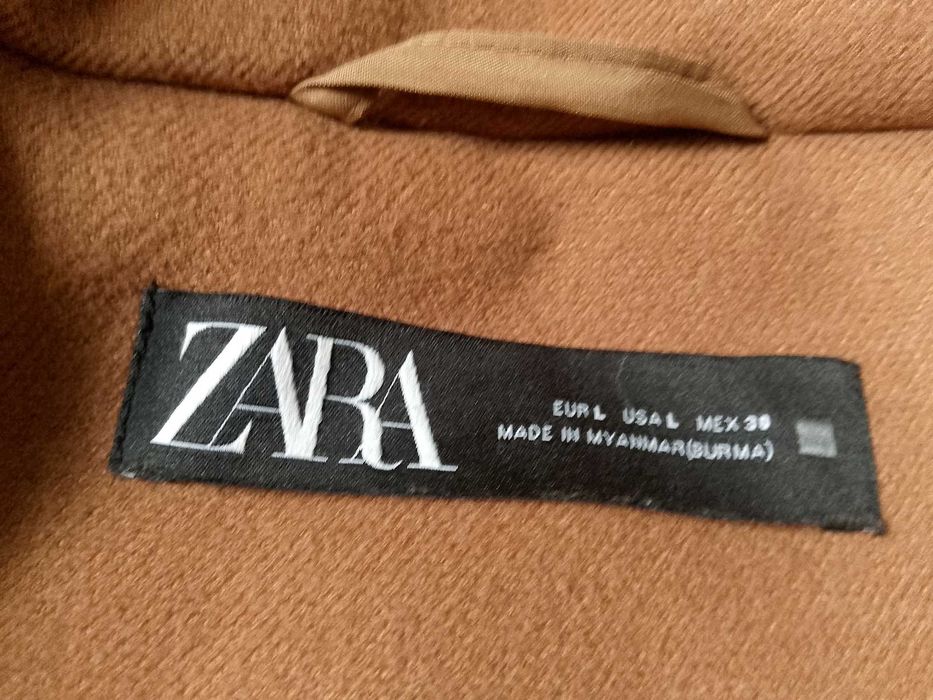 ZARA
EUR L USA L MEX 30
MADE IN MYANMAR(BURMA)